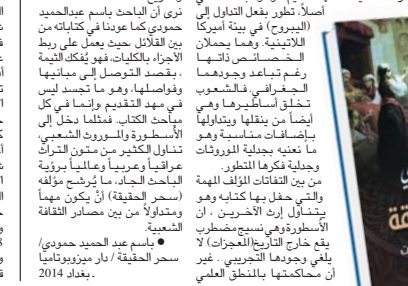 أصلاً، تطور بفعل التداول إلى
(اليبروح) في بيئة أميركا
اللاتينية. وهما يحملان
الخصائص ذاتها
رغم تباعد وجودهما
الجغرافي. فالشعوب
تخلق أساطيرها وهي
أيضاً من ينقلها ويتداولها
بإضافات مناسبة وهو
ما نعنيه بجدلية الموروثات
وجدلية فكرها المتطور.
من بين التفاتات المؤلف المهمة
والتي حفل بها كتابه وهو
يتناول إرث الآخرين، ان
الأسطورة وهي نسيج مضطرب
يقع خارج التاريخ (المعجزات) لا
يلغي وجودها التجريبي. غير
أن محاكمتها بالمنطق العلمي
نرى أن الباحث باسم عبدالحميد
حمودي كما عودنا في كتاباته من
بين القلائل حيث يعمل على ربط
الأجزاء بالكليات، فهو يُفكك الثيمة
، بقصد التوصل إلى مبانيها
وفواصلها، وهو ما تجسد ليس
في مهد التقديم وإنما في كل
مباحث الكتاب. فمثلما دخل إلى
الأسطورة والموروث الشعبي،
تناول الكثير من متون التراث
عراقياً وعربياً وعالمياً برؤية
الباحث الجاد، ما يُرشح مؤلفه
(سحر الحقيقة) أنْ يكون مهماً
ومتداولاً من بين مصادر الثقافة
الشعبية.
● باسم عبد الحميد حمودي/
سحر الحقيقة / دار ميزوبوتاميا
ـ بغداد 2014